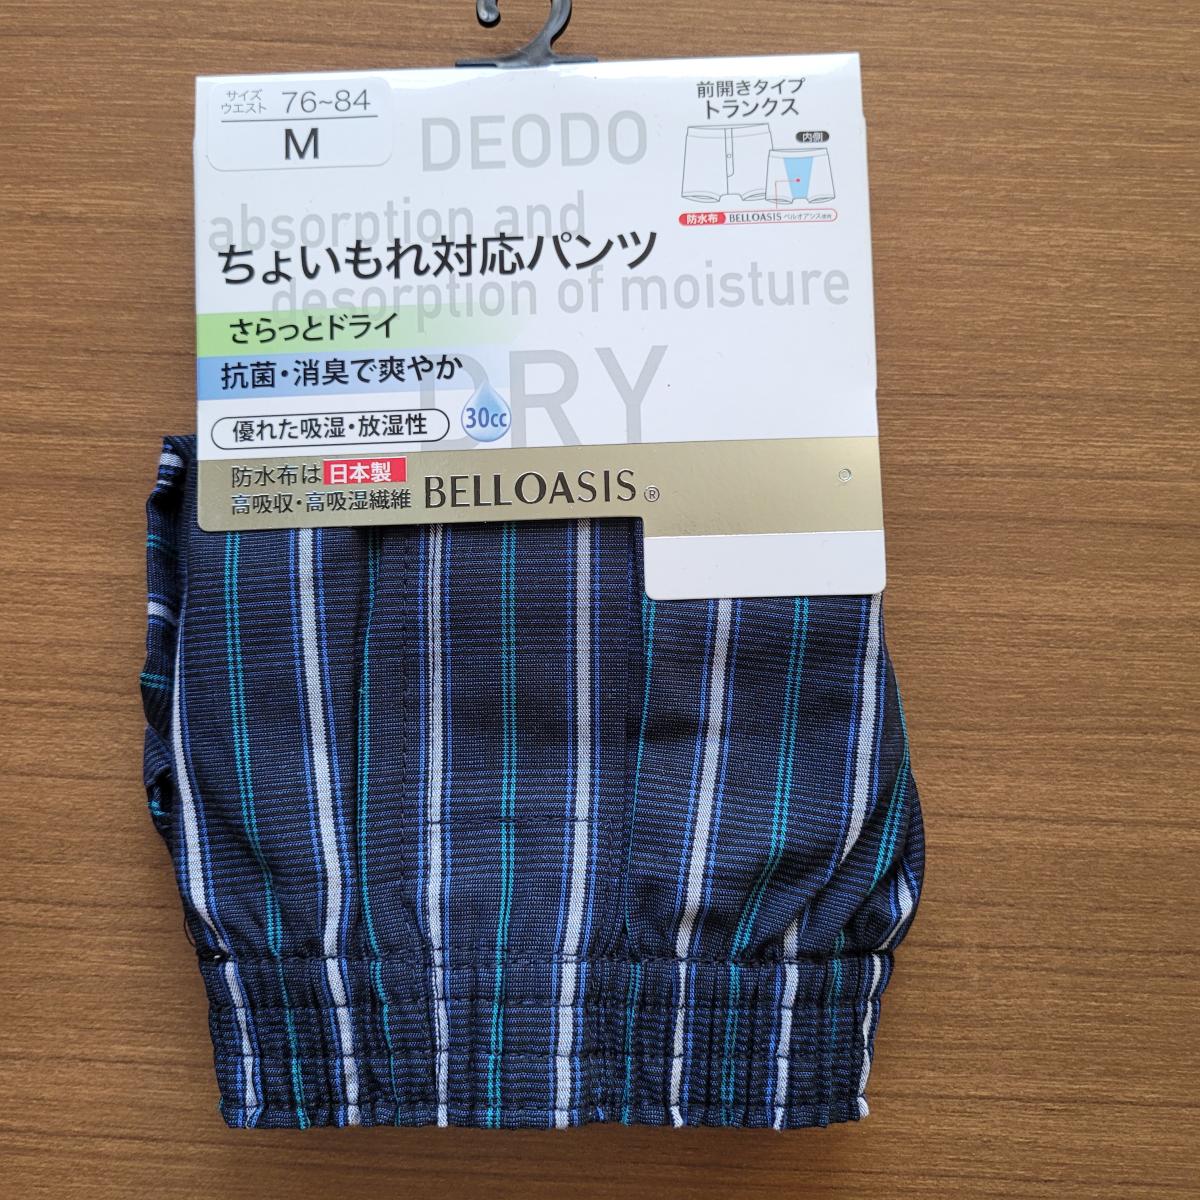 サイズ
ウエスト 76~84
M
前開きタイプ
トランクス
内側
防水布 BELLOASIS ベルオアシス使用
DEODO
absorption and
ちょいもれ対応パンツ
desorption of moisture
さらっとドライ
抗菌・消臭で爽やか
DRY
優れた吸湿・放湿性
30cc
防水布は日本製
高吸収・高吸湿繊維
BELLOASIS®